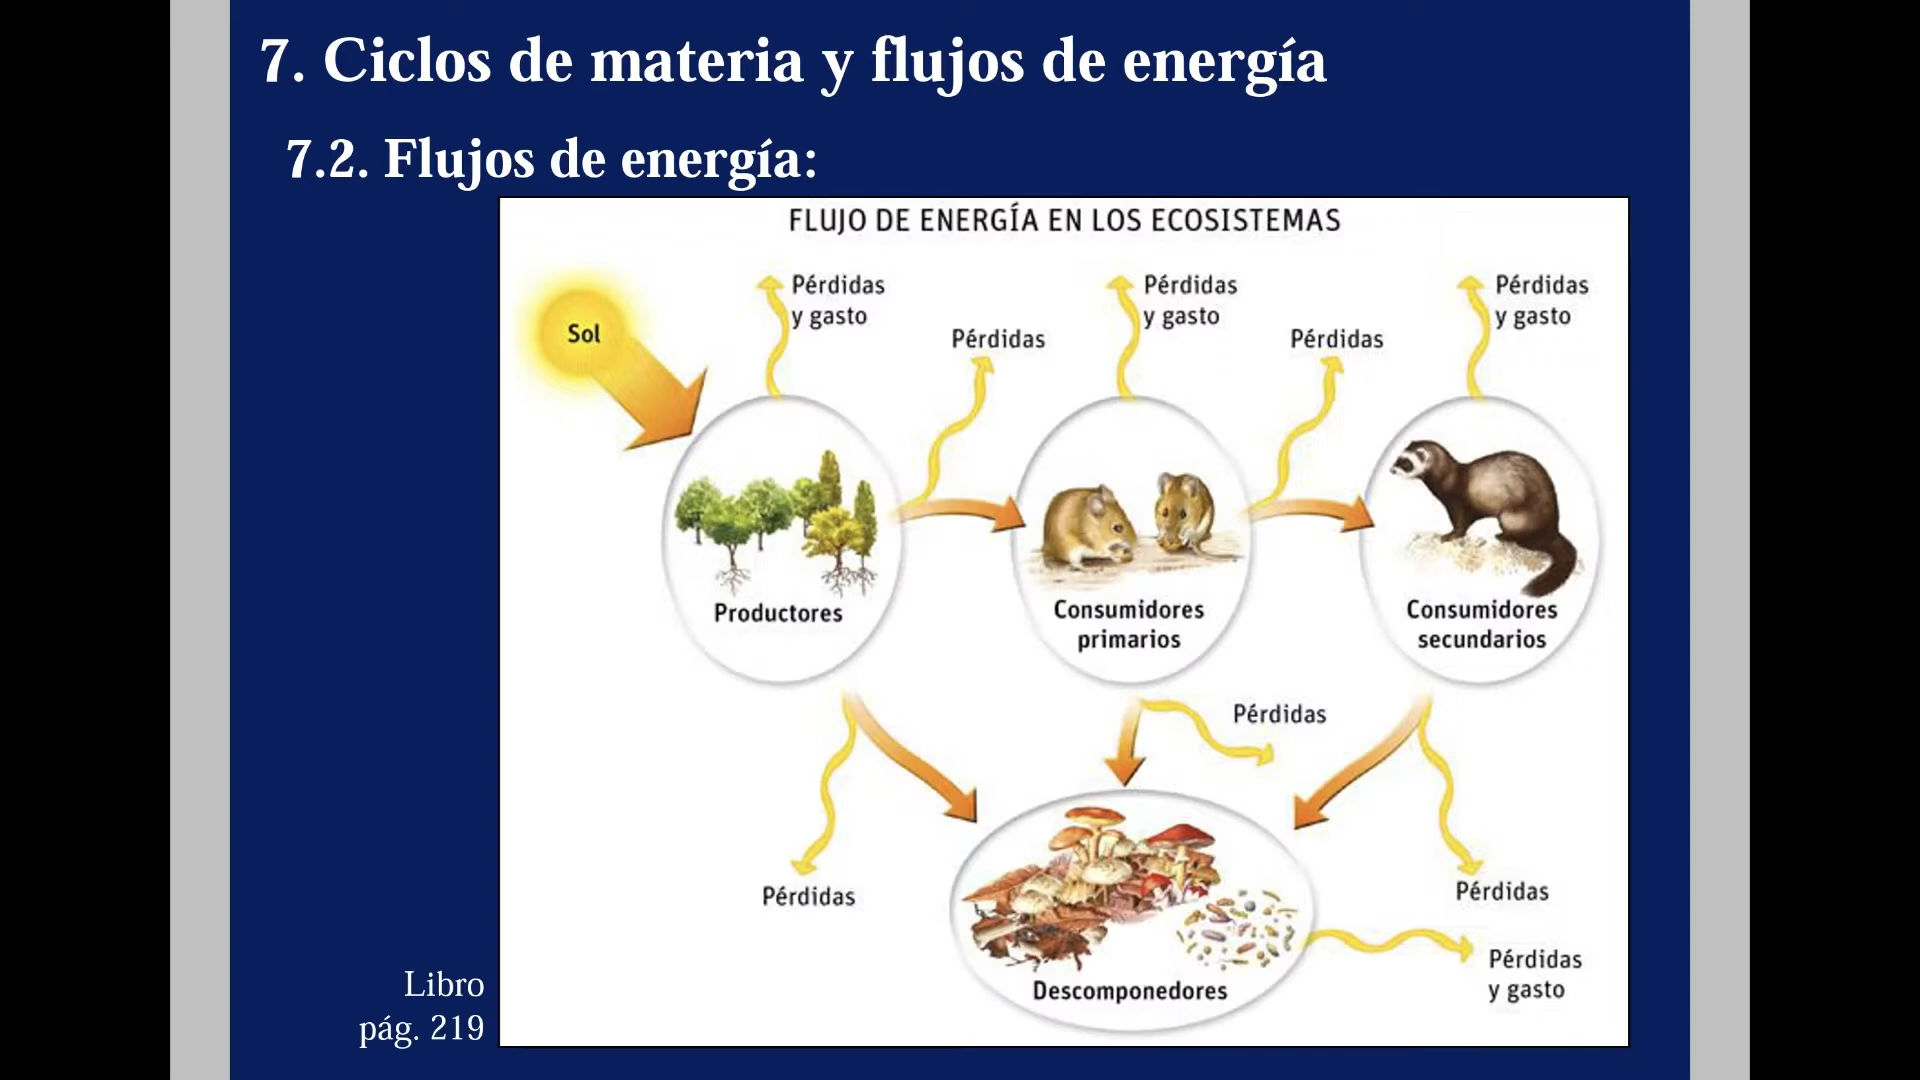 7. Ciclos de materia y flujos de energía
7.2. Flujos de energía:
FLUJO DE ENERGÍA EN LOS ECOSISTEMAS
Sol
Pérdidas
y gasto
Pérdidas
Pérdidas
y gasto
Pérdidas
Pérdidas
y gasto
Productores
Consumidores
primarios
Consumidores
secundarios
Pérdidas
Pérdidas
Pérdidas
Descomponedores
Pérdidas
y gasto
Libro
pág. 219